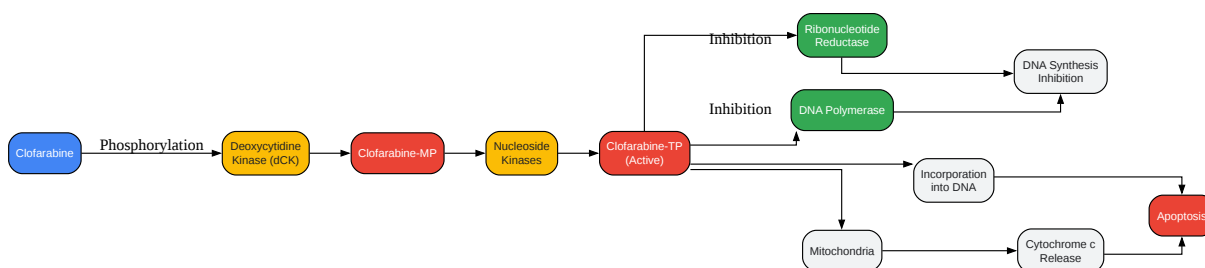 Clofarabine
Phosphorylation
Deoxycytidine
Kinase (dCK)
Clofarabine-MP
Nucleoside
Kinases
Clofarabine-TP
(Active)
Inhibition
Ribonucleotide
Reductase
Inhibition
DNA Polymerase
DNA Synthesis
Inhibition
Incorporation
into DNA
Mitochondria
Cytochrome c
Release
Apoptosis